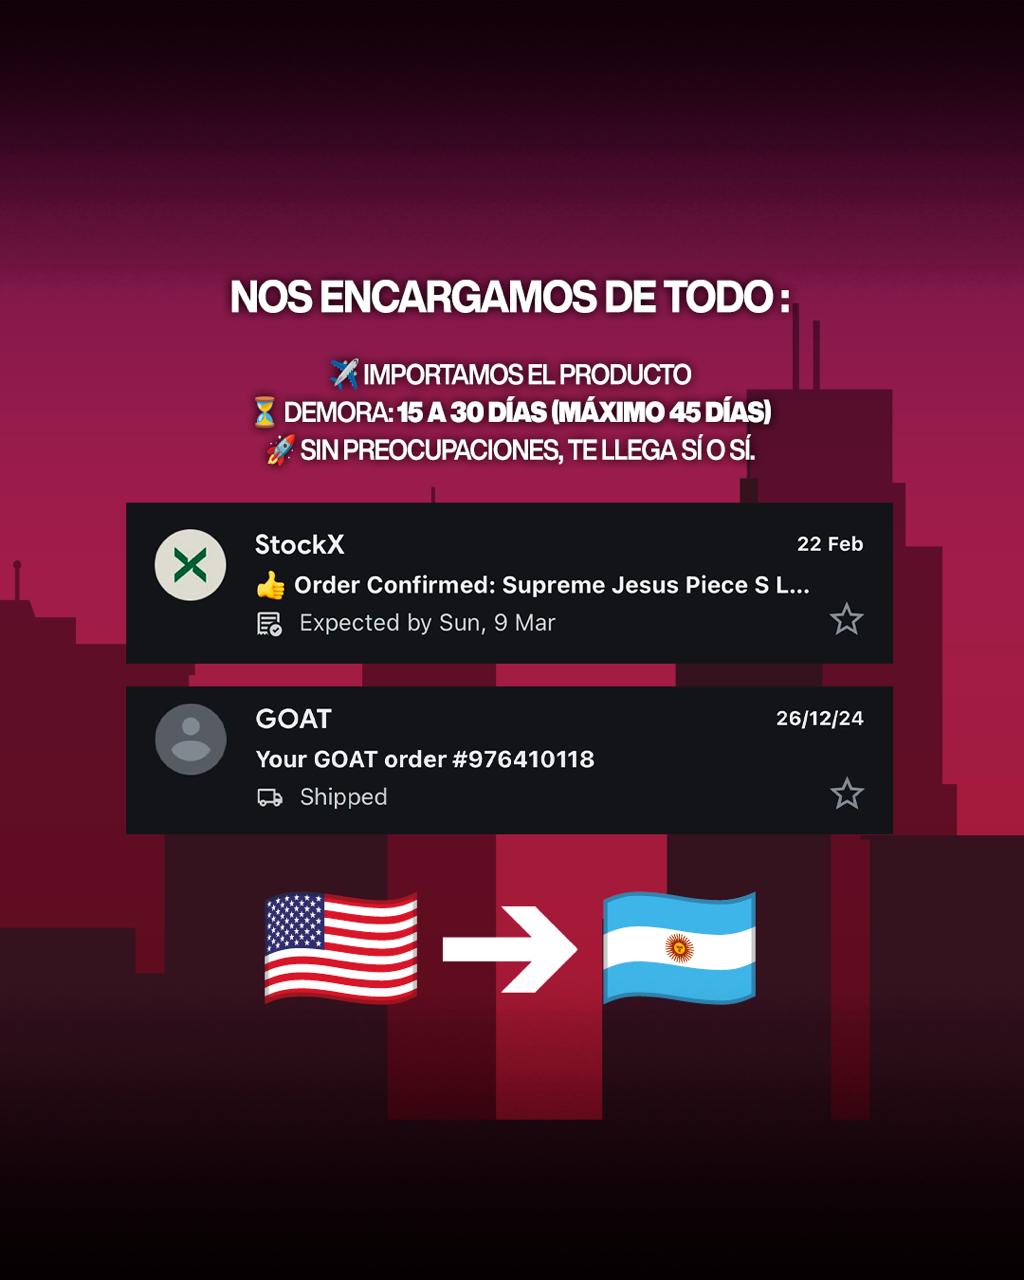 NOS ENCARGAMOS DE TODO :
✈️ IMPORTAMOS EL PRODUCTO
⏳ DEMORA: 15 A 30 DÍAS (MÁXIMO 45 DÍAS)
🚀 SIN PREOCUPACIONES, TE LLEGA SÍ O SÍ.
StockX
22 Feb
👍 Order Confirmed: Supreme Jesus Piece S L...
Expected by Sun, 9 Mar
GOAT
26/12/24
Your GOAT order #976410118
Shipped